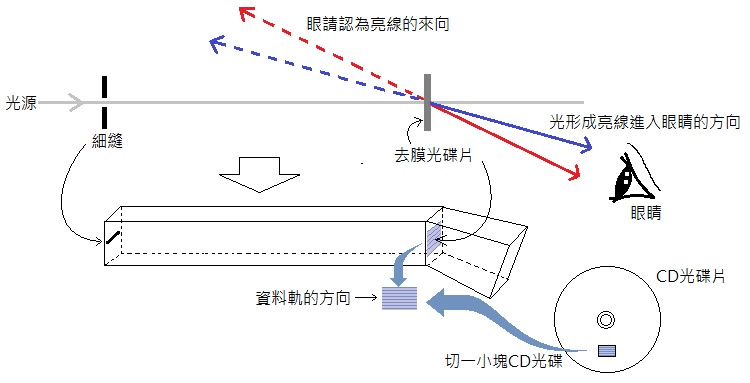 眼請認為亮線的來向
光源
光形成亮線進入眼睛的方向
細縫
去膜光碟片
眼睛
CD光碟片
資料軌的方向
切一小塊CD光碟